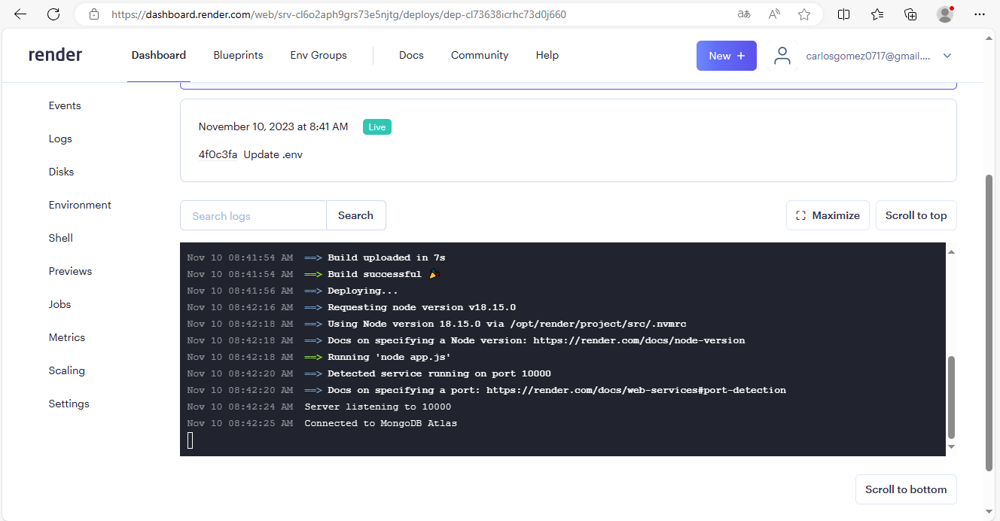 https://dashboard.render.com/web/srv-cl6o2aph9grs73e5njtg/deploys/dep-cl73638icrhc73d0j660
render
Dashboard Blueprints Env Groups Docs Community Help New + carlosgomez0717@gmail....
Events
Logs
Disks
Environment
Shell
Previews
Jobs
Metrics
Scaling
Settings
November 10, 2023 at 8:41 AM Live
4f0c3fa Update .env
Search logs Search Maximize Scroll to top
Nov 10 08:41:54 AM ==> Build uploaded in 7s
Nov 10 08:41:54 AM ==> Build successful 🎉
Nov 10 08:41:56 AM ==> Deploying...
Nov 10 08:42:16 AM ==> Requesting node version v18.15.0
Nov 10 08:42:18 AM ==> Using Node version 18.15.0 via /opt/render/project/src/.nvmrc
Nov 10 08:42:18 AM ==> Docs on specifying a Node version: https://render.com/docs/node-version
Nov 10 08:42:18 AM ==> Running 'node app.js'
Nov 10 08:42:20 AM ==> Detected service running on port 10000
Nov 10 08:42:20 AM ==> Docs on specifying a port: https://render.com/docs/web-services#port-detection
Nov 10 08:42:24 AM Server listening to 10000
Nov 10 08:42:25 AM Connected to MongoDB Atlas
Scroll to bottom